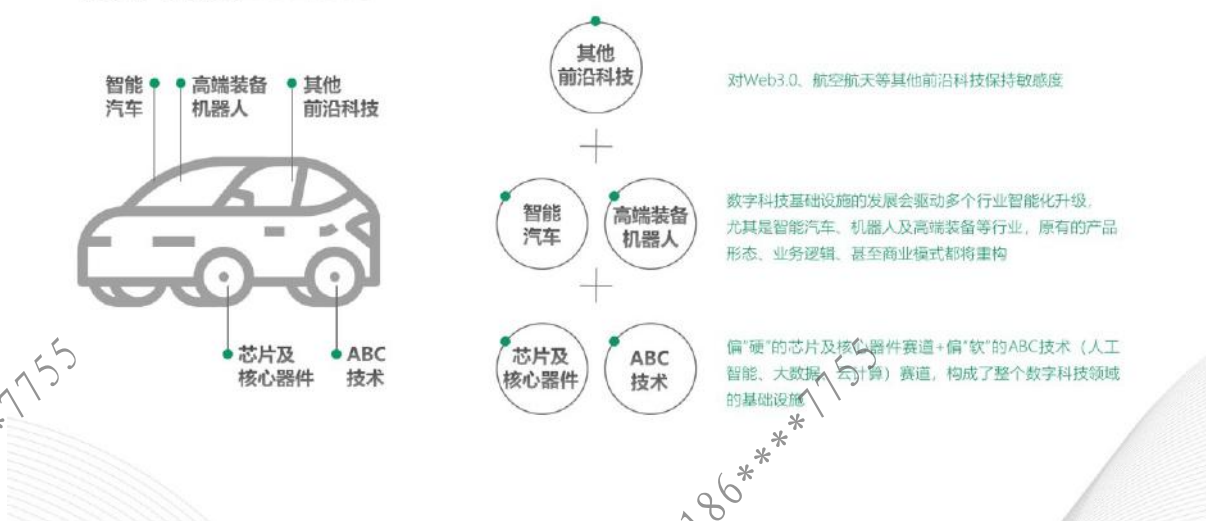 智能
汽车
高端装备
机器人
其他
前沿科技
芯片及
核心器件
ABC
技术
其他
前沿科技
对Web3.0、航空航天等其他前沿科技保持敏感度
智能
汽车
高端装备
机器人
数字科技基础设施的发展会驱动多个行业智能化升级，
尤其是智能汽车、机器人及高端装备等行业，原有的产品
形态、业务逻辑、甚至商业模式都将重构
芯片及
核心器件
ABC
技术
偏"硬"的芯片及核心器件赛道+偏"软"的ABC技术（人工
智能、大数据、云计算）赛道，构成了整个数字科技领域
的基础设施
*7755
186****7755